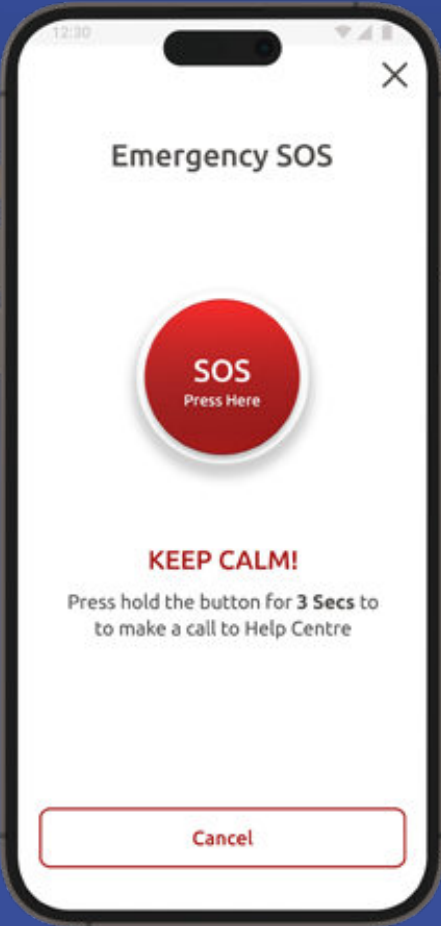 12:30
Emergency SOS
SOS
Press Here
KEEP CALM!
Press hold the button for 3 Secs to
to make a call to Help Centre
Cancel